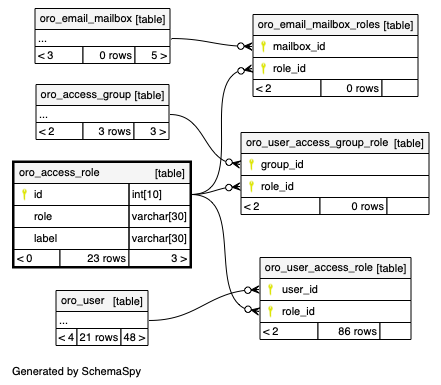 oro_email_mailbox [table]
...
< 3 0 rows 5 >
oro_email_mailbox_roles [table]
mailbox_id
role_id
< 2 0 rows
oro_access_group [table]
...
< 2 3 rows 3 >
oro_user_access_group_role [table]
group_id
role_id
< 2 0 rows
oro_access_role [table]
id int[10]
role varchar[30]
label varchar[30]
< 0 23 rows 3 >
oro_user_access_role [table]
user_id
role_id
< 2 86 rows
oro_user [table]
...
< 4 21 rows 48 >
Generated by SchemaSpy